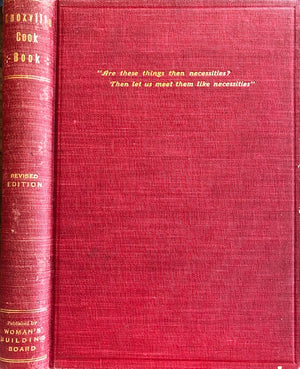 Knoxville
Cook
Book
REVISED
EDITION
Published by
WOMAN'S
BUILDING
BOARD
"Are these things then necessities?
Then let us meet them like necessities"